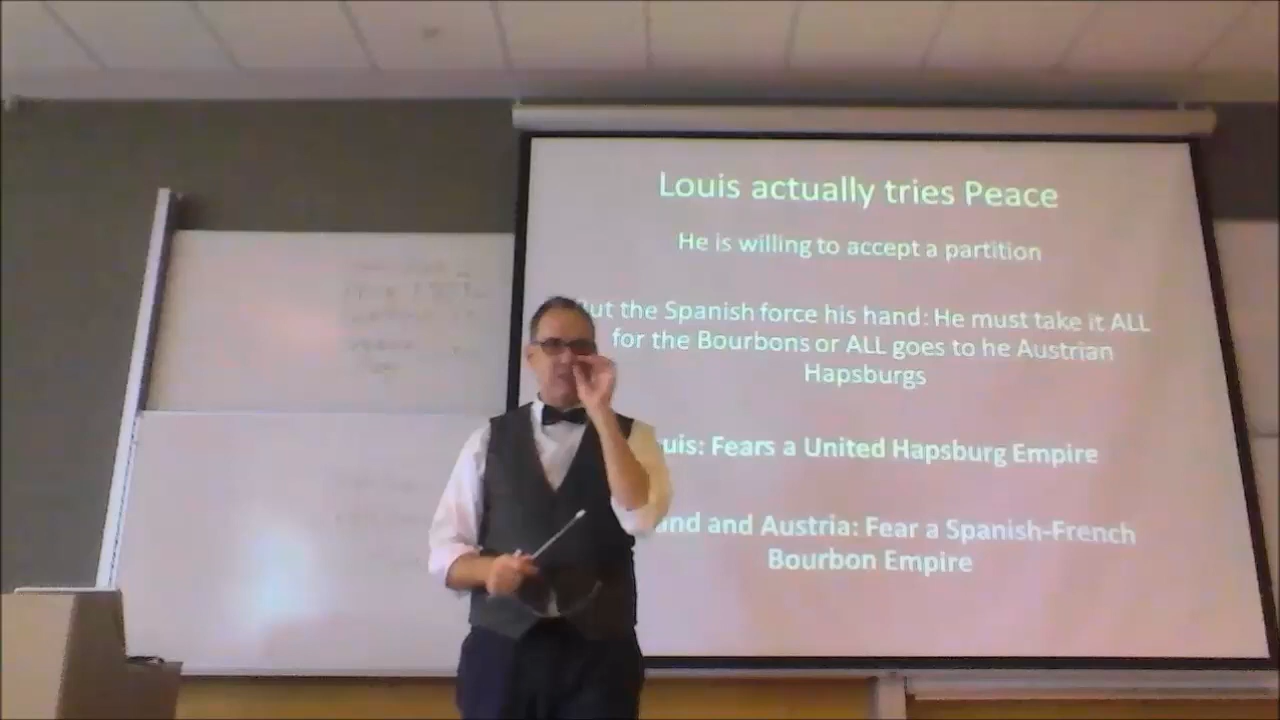 Louis actually tries Peace
He is willing to accept a partition
ut the Spanish force his hand: He must take it ALL
for the Bourbons or ALL goes to he Austrian
Hapsburgs
uis: Fears a United Hapsburg Empire
and and Austria: Fear a Spanish-French
Bourbon Empire